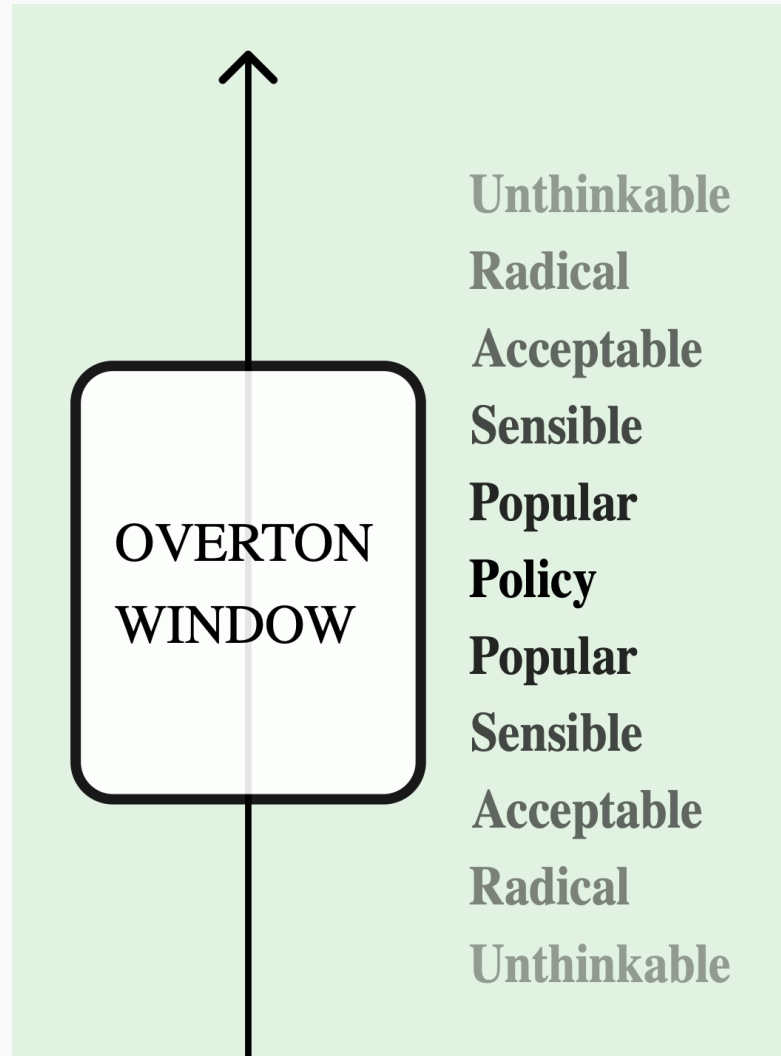 Unthinkable
Radical
Acceptable
Sensible
Popular
OVERTON
WINDOW
Policy
Popular
Sensible
Acceptable
Radical
Unthinkable